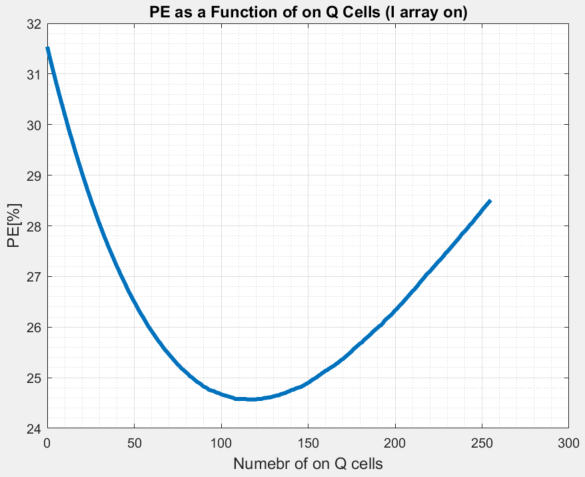 PE as a Function of on Q Cells (I array on)
32
31
30
29
28
27
26
25
24
PE[%]
0 50 100 150 200 250 300
Numebr of on Q cells